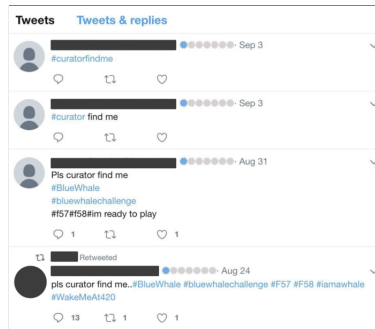 Tweets Tweets & replies
Sep 3
#curatorfindme
Sep 3
#curator find me
Aug 31
Pls curator find me
#BlueWhale
#bluewhalechallenge
#f57#f58#im ready to play
1 1
Retweeted
Aug 24
pls curator find me..#BlueWhale #bluewhalechallenge #F57 #F58 #iamawhale
#WakeMeAt420
13 1 1